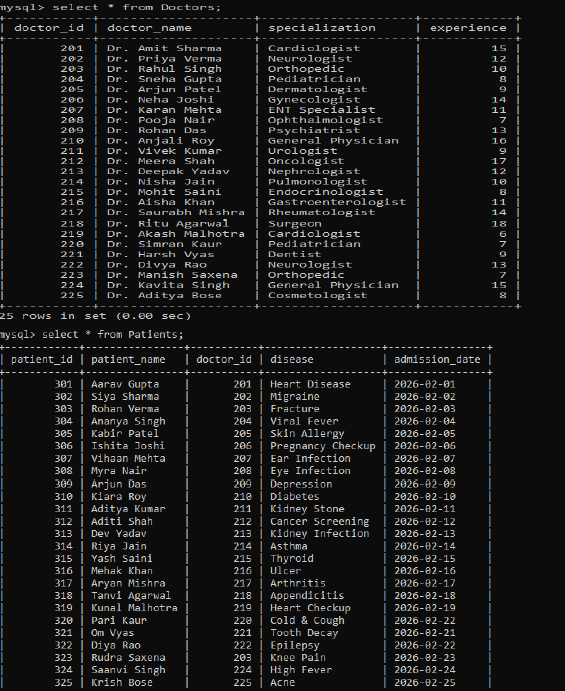 mysql> select * from Doctors;
| doctor_id | doctor_name | specialization | experience |
| 201 | Dr. Amit Sharma | Cardiologist | 15 |
| 202 | Dr. Priya Verma | Neurologist | 12 |
| 203 | Dr. Rahul Singh | Orthopedic | 10 |
| 204 | Dr. Sneha Gupta | Pediatrician | 8 |
| 205 | Dr. Arjun Patel | Dermatologist | 9 |
| 206 | Dr. Neha Joshi | Gynecologist | 14 |
| 207 | Dr. Karan Mehta | ENT Specialist | 11 |
| 208 | Dr. Pooja Nair | Ophthalmologist | 7 |
| 209 | Dr. Rohan Das | Psychiatrist | 13 |
| 210 | Dr. Anjali Roy | General Physician | 16 |
| 211 | Dr. Vivek Kumar | Urologist | 9 |
| 212 | Dr. Meera Shah | Oncologist | 17 |
| 213 | Dr. Deepak Yadav | Nephrologist | 12 |
| 214 | Dr. Nisha Jain | Pulmonologist | 10 |
| 215 | Dr. Mohit Saini | Endocrinologist | 8 |
| 216 | Dr. Aisha Khan | Gastroenterologist | 11 |
| 217 | Dr. Saurabh Mishra | Rheumatologist | 14 |
| 218 | Dr. Ritu Agarwal | Surgeon | 18 |
| 219 | Dr. Akash Malhotra | Cardiologist | 6 |
| 220 | Dr. Simran Kaur | Pediatrician | 7 |
| 221 | Dr. Harsh Vyas | Dentist | 9 |
| 222 | Dr. Divya Rao | Neurologist | 13 |
| 223 | Dr. Manish Saxena | Orthopedic | 7 |
| 224 | Dr. Kavita Singh | General Physician | 15 |
| 225 | Dr. Aditya Bose | Cosmetologist | 8 |
25 rows in set (0.00 sec)
mysql> select * from Patients;
| patient_id | patient_name | doctor_id | disease | admission_date |
| 301 | Aarav Gupta | 201 | Heart Disease | 2026-02-01
| 302 | Siya Sharma | 202 | Migraine | 2026-02-02
| 303 | Rohan Verma | 203 | Fracture | 2026-02-03
| 304 | Ananya Singh | 204 | Viral Fever | 2026-02-04
| 305 | Kabir Patel | 205 | Skin Allergy | 2026-02-05
| 306 | Ishita Joshi | 206 | Pregnancy Checkup | 2026-02-06
| 307 | Vihaan Mehta | 207 | Ear Infection | 2026-02-07
| 308 | Myra Nair | 208 | Eye Infection | 2026-02-08
| 309 | Arjun Das | 209 | Depression | 2026-02-09
| 310 | Kiara Roy | 210 | Diabetes | 2026-02-10
| 311 | Aditya Kumar | 211 | Kidney Stone | 2026-02-11
| 312 | Aditi Shah | 212 | Cancer Screening | 2026-02-12
| 313 | Dev Yadav | 213 | Kidney Infection | 2026-02-13
| 314 | Riya Jain | 214 | Asthma | 2026-02-14
| 315 | Yash Saini | 215 | Thyroid | 2026-02-15
| 316 | Mehak Khan | 216 | Ulcer | 2026-02-16
| 317 | Aryan Mishra | 217 | Arthritis | 2026-02-17
| 318 | Tanvi Agarwal | 218 | Appendicitis | 2026-02-18
| 319 | Kunal Malhotra | 219 | Heart Checkup | 2026-02-19
| 320 | Pari Kaur | 220 | Cold & Cough | 2026-02-22
| 321 | Om Vyas | 221 | Tooth Decay | 2026-02-21
| 322 | Diya Rao | 222 | Epilepsy | 2026-02-22
| 323 | Rudra Saxena | 203 | Knee Pain | 2026-02-23
| 324 | Saanvi Singh | 224 | High Fever | 2026-02-24
| 325 | Krish Bose | 225 | Acne | 2026-02-25